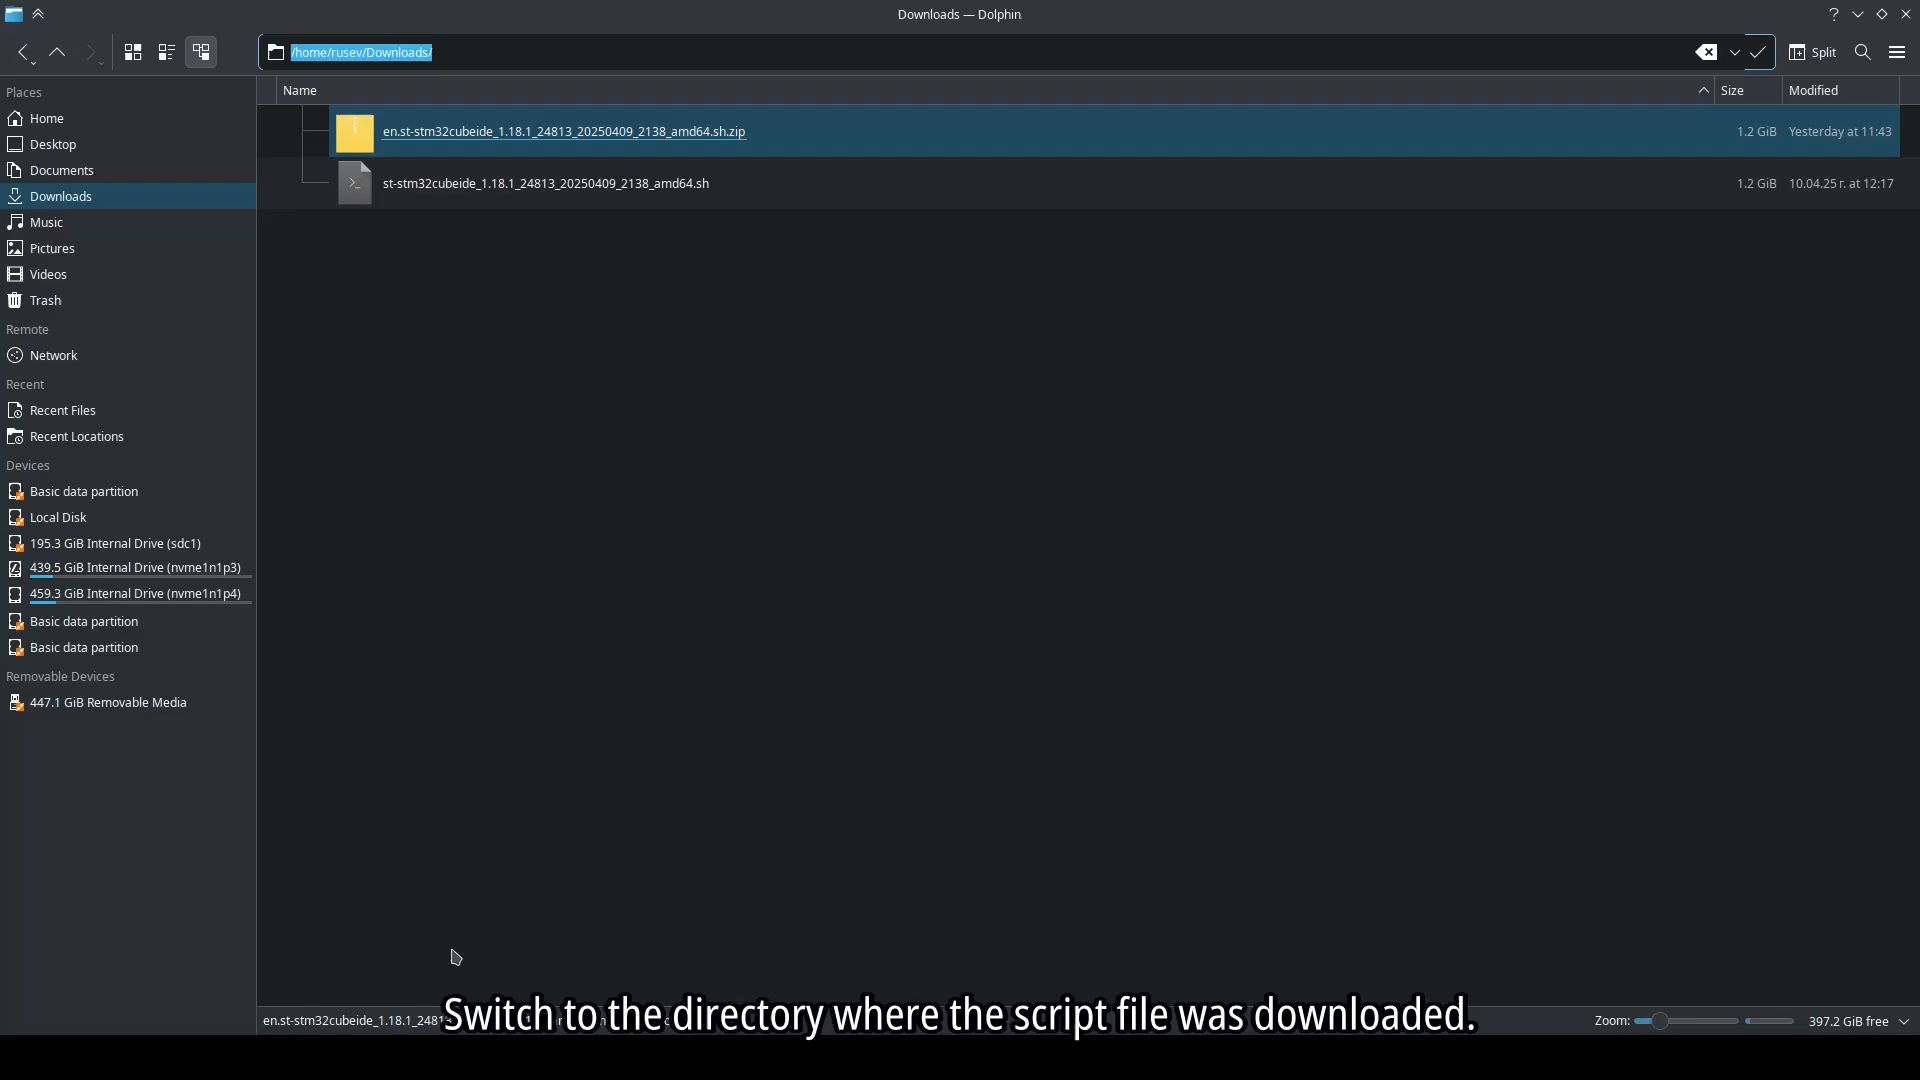 Downloads — Dolphin
/home/rusev/Downloads/
Split
Places
Home
Desktop
Documents
Downloads
Music
Pictures
Videos
Trash
Remote
Network
Recent
Recent Files
Recent Locations
Devices
Basic data partition
Local Disk
195.3 GiB Internal Drive (sdc1)
439.5 GiB Internal Drive (nvme1n1p3)
459.3 GiB Internal Drive (nvme1n1p4)
Basic data partition
Basic data partition
Removable Devices
447.1 GiB Removable Media
Name Size Modified
en.st-stm32cubeide_1.18.1_24813_20250409_2138_amd64.sh.zip 1.2 GiB Yesterday at 11:43
st-stm32cubeide_1.18.1_24813_20250409_2138_amd64.sh 1.2 GiB 10.04.25 г. at 12:17
en.st-stm32cubeide_1.18.1_2481
Switch to the directory where the script file was downloaded.
Zoom: 397.2 GiB free